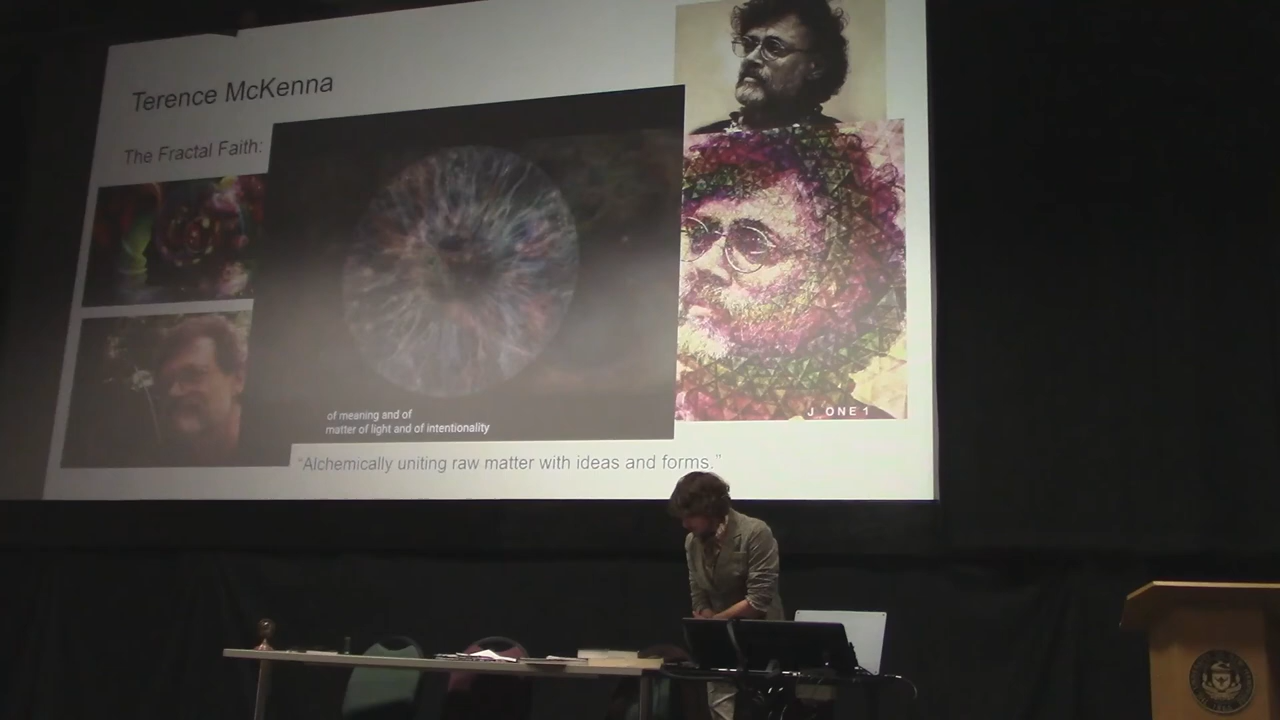 Terence McKenna
The Fractal Faith:
of meaning and of
matter of light and of intentionality
J ONE 1
“Alchemically uniting raw matter with ideas and forms.”